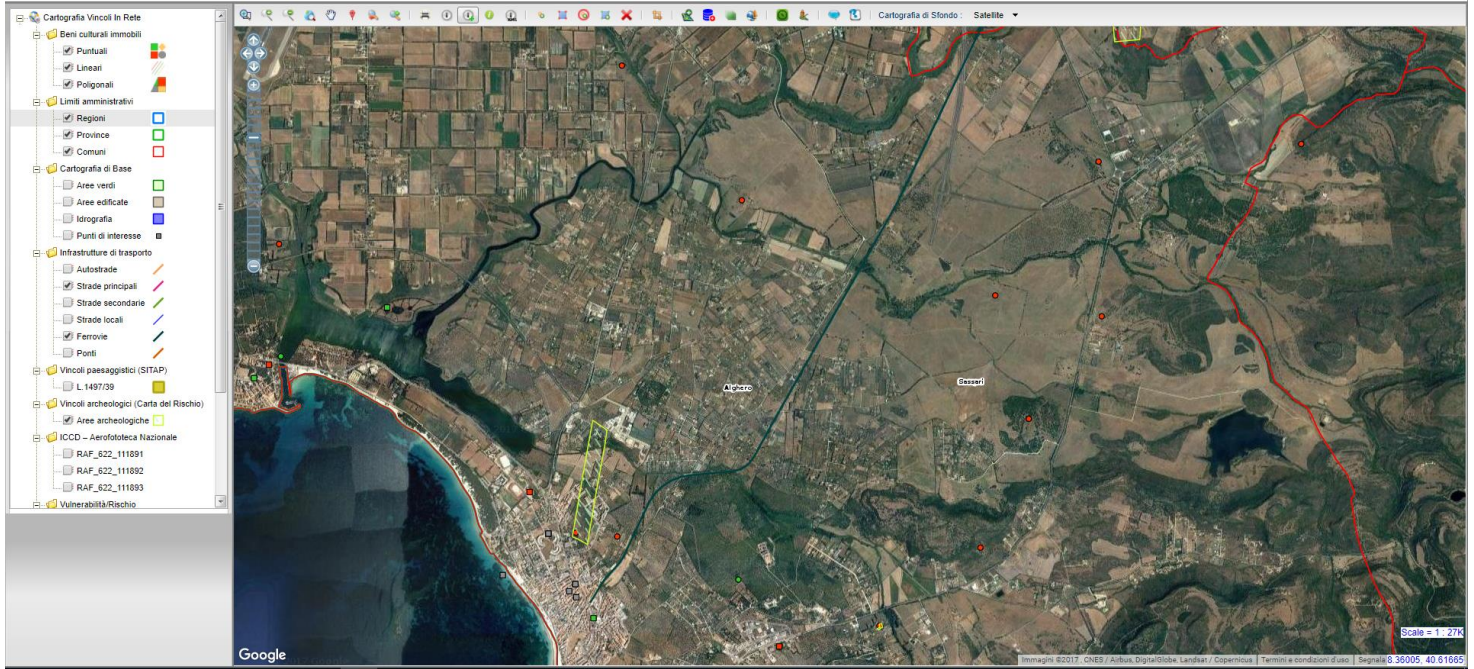 Cartografia Vincoli In Rete
Beni culturali immobili
Puntuali
Lineari
Poligonali
Limiti amministrativi
Regioni
Province
Comuni
Cartografia di Base
Aree verdi
Aree edificate
Idrografia
Punti di interesse
Infrastrutture di trasporto
Autostrade
Strade principali
Strade secondarie
Strade locali
Ferrovie
Ponti
Vincoli paesaggistici (SITAP)
L.1497/39
Vincoli archeologici (Carta del Rischio)
Aree archeologiche
ICCD – Aerofototeca Nazionale
RAF_622_111891
RAF_622_111892
RAF_622_111893
Vulnerabilità/Rischio
Cartografia di Sfondo : Satellite
Alghero
Sassari
Scale = 1 : 27K
Google
Immagini ©2017 , CNES / Airbus, DigitalGlobe, Landsat / Copernicus Termini e condizioni d'uso Segnala 8.36005, 40.61665